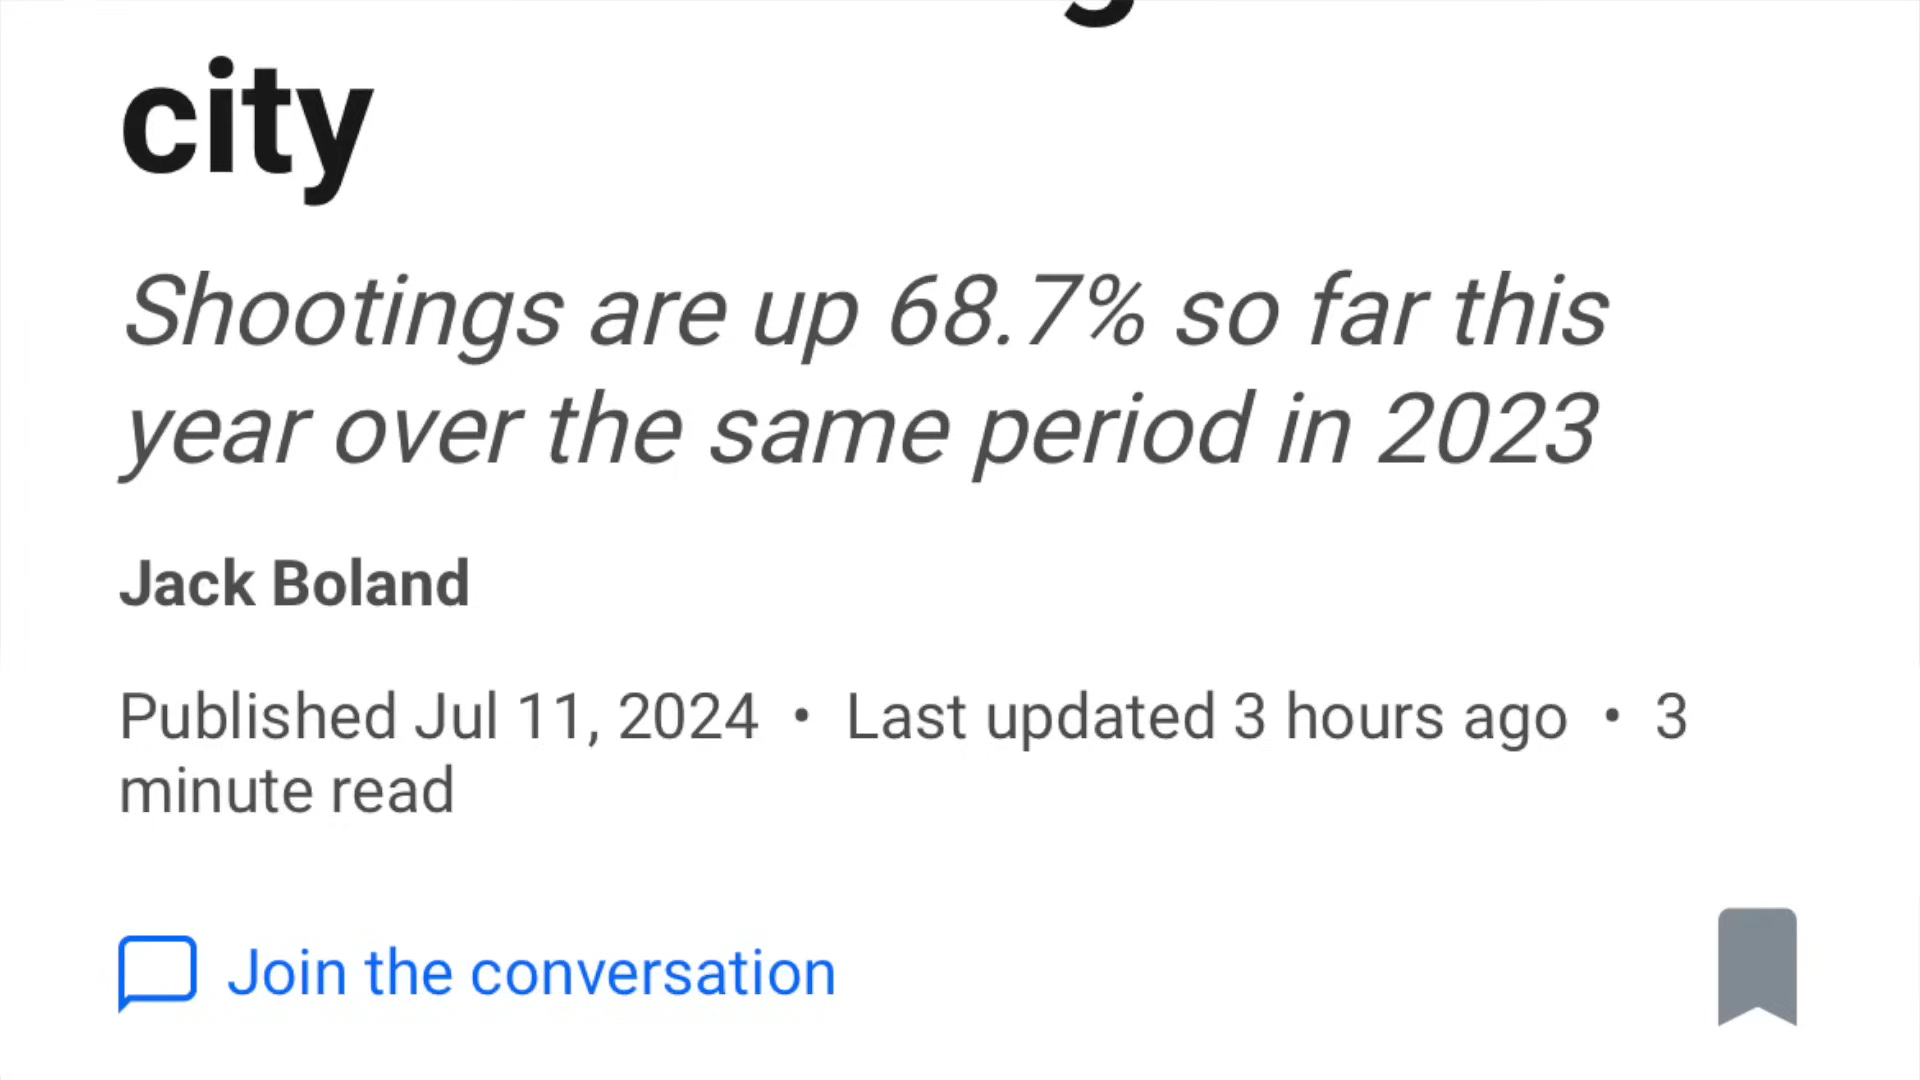 city
Shootings are up 68.7% so far this
year over the same period in 2023
Jack Boland
Published Jul 11, 2024 • Last updated 3 hours ago • 3
minute read
Join the conversation